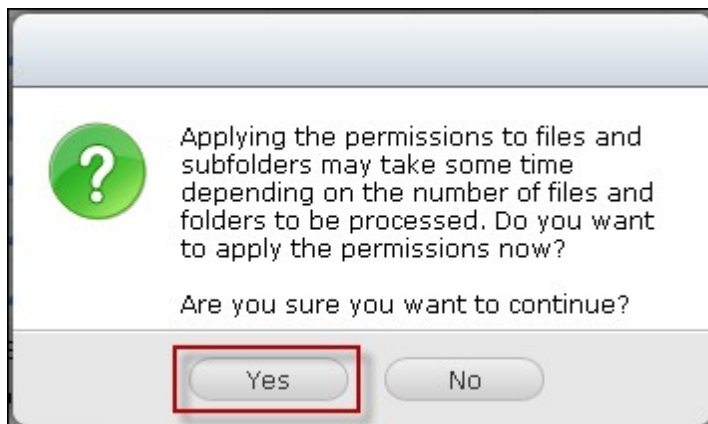 Applying the permissions to files and
subfolders may take some time
depending on the number of files and
folders to be processed. Do you want
to apply the permissions now?
Are you sure you want to continue?
Yes
No